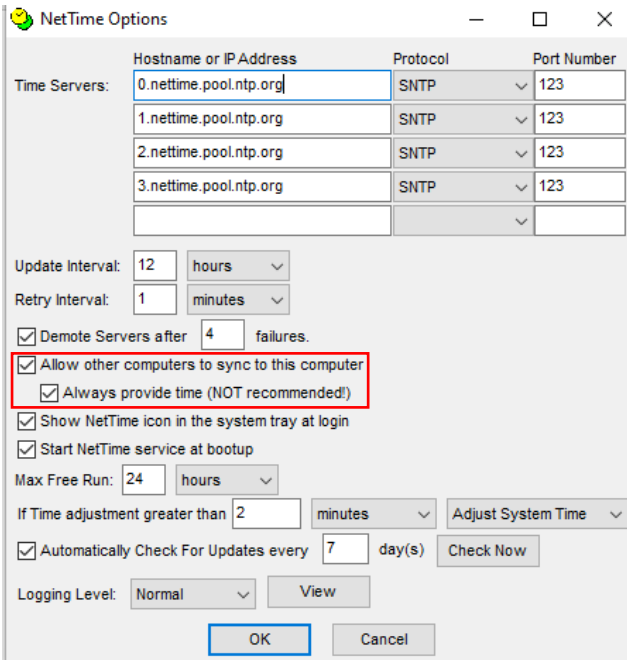 NetTime Options
Hostname or IP Address Protocol Port Number
Time Servers: 0.nettime.pool.ntp.org SNTP 123
1.nettime.pool.ntp.org SNTP 123
2.nettime.pool.ntp.org SNTP 123
3.nettime.pool.ntp.org SNTP 123
Update Interval: 12 hours
Retry Interval: 1 minutes
Demote Servers after 4 failures.
Allow other computers to sync to this computer
Always provide time (NOT recommended!)
Show NetTime icon in the system tray at login
Start NetTime service at bootup
Max Free Run: 24 hours
If Time adjustment greater than 2 minutes Adjust System Time
Automatically Check For Updates every 7 day(s) Check Now
Logging Level: Normal View
OK Cancel